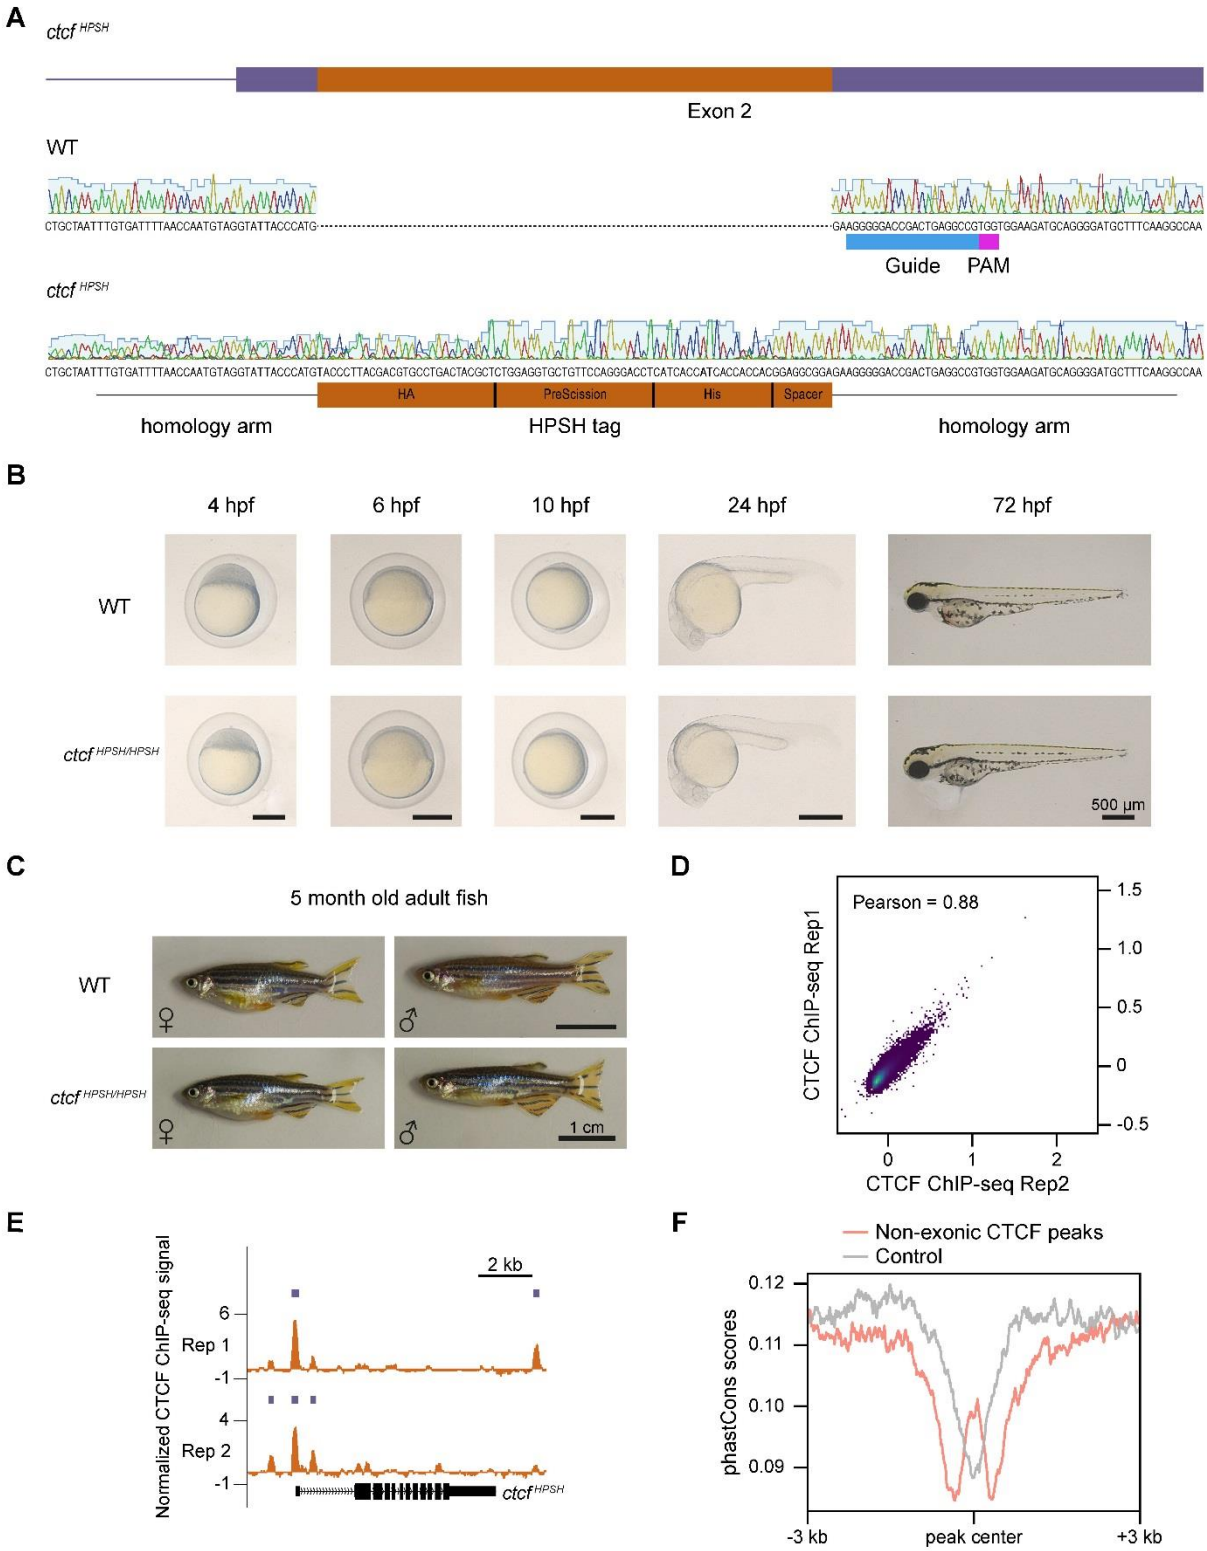 A
ctcf HPSH
Exon 2
WT
CTGCTAATTTGTGATTTTAACCAATGTAGGTATTACCCATG
GAAGGGGGACCGACTGAGGCCGTGGTGGAAGATGCAGGGGATGCTTTCAAGGCCAA
Guide PAM
ctcf HPSH
CTGCTAATTTGTGATTTTAACCAATGTAGGTATTACCCATGTACCCTTACGACGTGCCTGACTACGCTCTGGAGGTGCTGTTCCAGGGACCTCATCACCATCACCACCACGGAGGCGGAGAAGGGGGACCGACTGAGGCCGTGGTGGAAGATGCAGGGGATGCTTTCAAGGCCAA
HA PreScission His Spacer
homology arm HPSH tag homology arm
B
4 hpf 6 hpf 10 hpf 24 hpf 72 hpf
WT
ctcf HPSH/HPSH
500 μm
C
5 month old adult fish
WT
♀ ♂
ctcf HPSH/HPSH
♀ ♂ 1 cm
D
Pearson = 0.88
CTCF ChIP-seq Rep1
1.5
1.0
0.5
0
-0.5
0 1 2
CTCF ChIP-seq Rep2
E
Normalized CTCF ChIP-seq signal
2 kb
6
Rep 1
-1
4
Rep 2
-1
ctcf HPSH
F
Non-exonic CTCF peaks
Control
phastCons scores
0.12
0.11
0.10
0.09
-3 kb peak center +3 kb